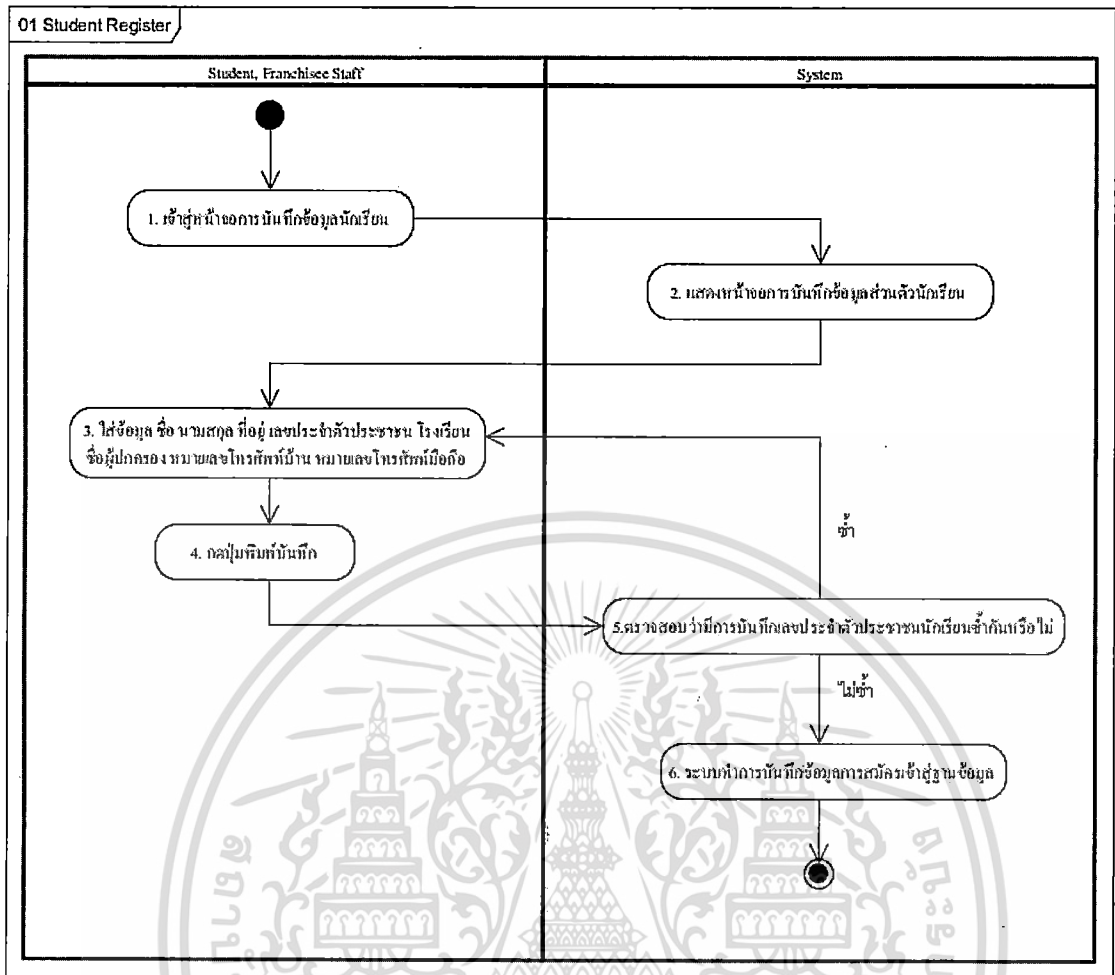 01 Student Register
Student, Franchisee Staff
System
1. เข้าสู่หน้าจอการบันทึกข้อมูลนักเรียน
2. แสดงหน้าจอการบันทึกข้อมูลส่วนตัวนักเรียน
3. ใส่ข้อมูล ชื่อ นามสกุล ที่อยู่ เลขประจำตัวประชาชน โรงเรียน
ชื่อผู้ปกครอง หมายเลขโทรศัพท์บ้าน หมายเลขโทรศัพท์มือถือ
ซ้ำ
4. กดปุ่มพิมพ์บันทึก
5.ตรวจสอบว่ามีการบันทึกเลขประจำตัวประชาชนนักเรียนซ้ำกันหรือไม่
ไม่ซ้ำ
6. ระบบทำการบันทึกข้อมูลการสมัครเข้าสู่ฐานข้อมูล